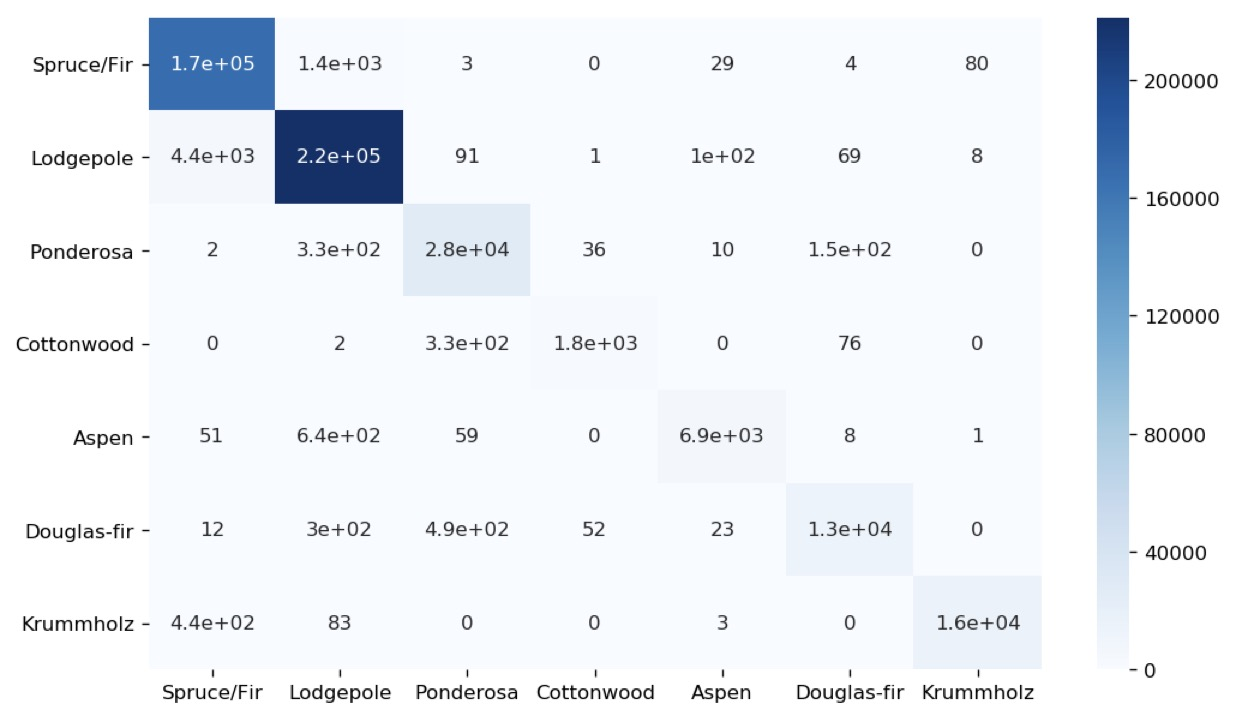 Spruce/Fir 1.7e+05 1.4e+03 3 0 29 4 80
Lodgepole 4.4e+03 2.2e+05 91 1 1e+02 69 8
Ponderosa 2 3.3e+02 2.8e+04 36 10 1.5e+02 0
Cottonwood 0 2 3.3e+02 1.8e+03 0 76 0
Aspen 51 6.4e+02 59 0 6.9e+03 8 1
Douglas-fir 12 3e+02 4.9e+02 52 23 1.3e+04 0
Krummholz 4.4e+02 83 0 0 3 0 1.6e+04
Spruce/Fir Lodgepole Ponderosa Cottonwood Aspen Douglas-fir Krummholz
200000
160000
120000
80000
40000
0